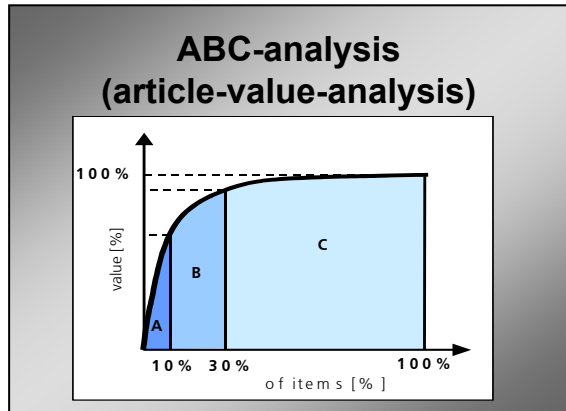 ABC-analysis
(article-value-analysis)
100%
value [%]
A
B
C
10% 30% 100%
of items [%]